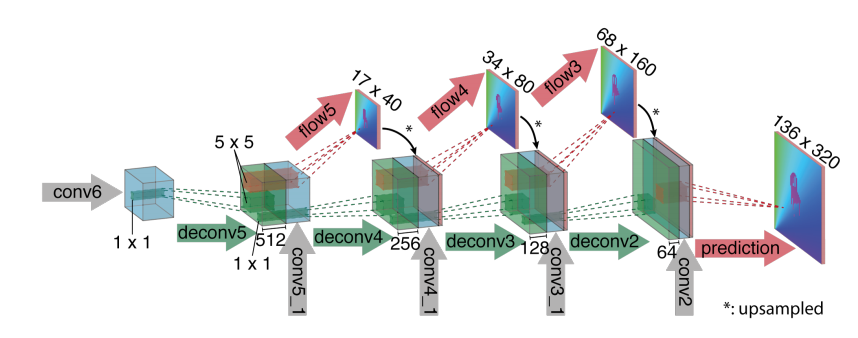 68 x 160
34 x 80
flow3
17 x 40
flow4
*
136 x 320
flow5
*
*
5 x 5
conv6
1 x 1
deconv5
512
deconv4
256
deconv3
128
deconv2
64
prediction
1 x 1
conv5_1
conv4_1
conv3_1
conv2
*: upsampled